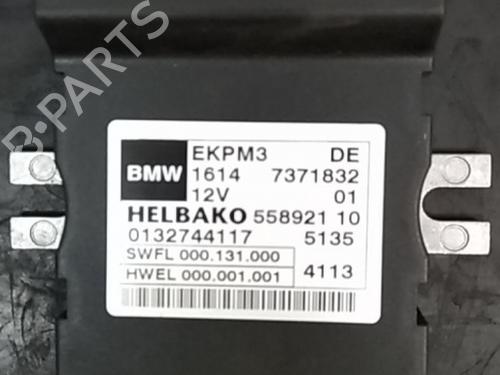 BMW EKPM3 DE
1614 7371832
12V 01
HELBAKO 558921 10
0132744117 5135
SWFL 000.131.000
HWEL 000.001.001 4113
B-PARTS